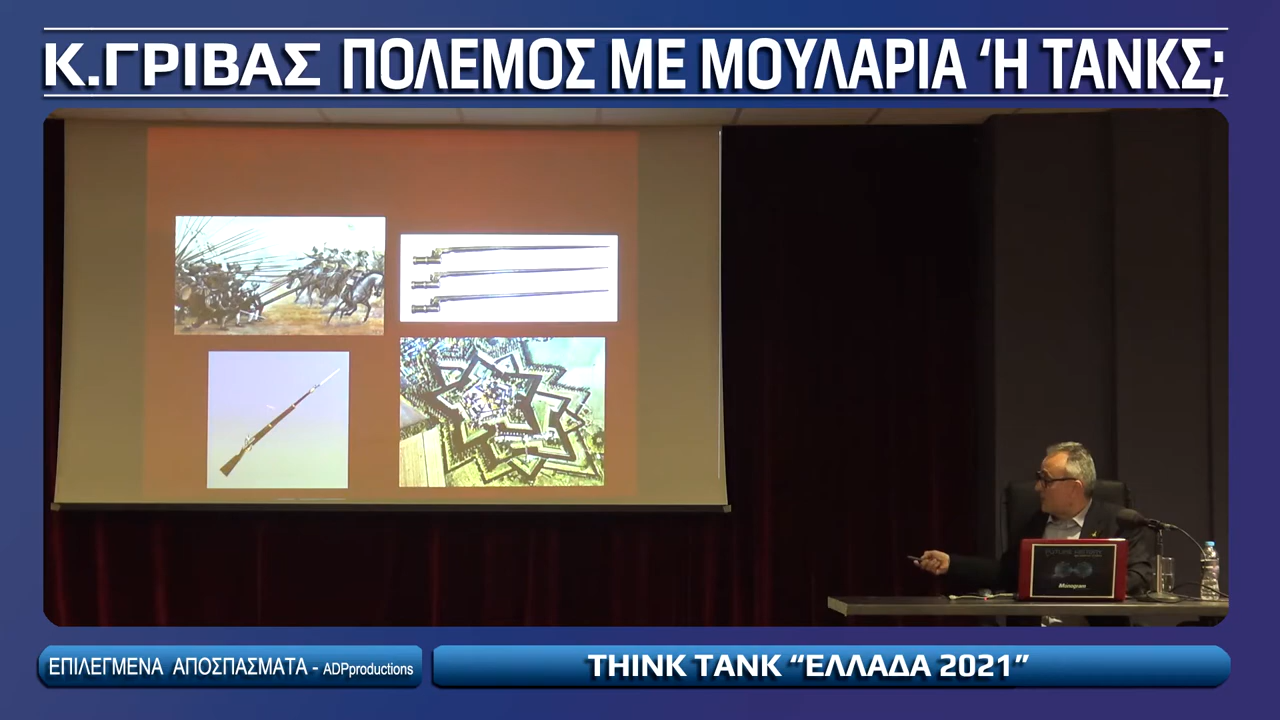 Κ.ΓΡΙΒΑΣ ΠΟΛΕΜΟΣ ΜΕ ΜΟΥΛΑΡΙΑ ‘Η ΤΑΝΚΣ;
ΕΠΙΛΕΓΜΕΝΑ ΑΠΟΣΠΑΣΜΑΤΑ - ADPproductions
THINK TANK “ΕΛΛΑΔΑ 2021”